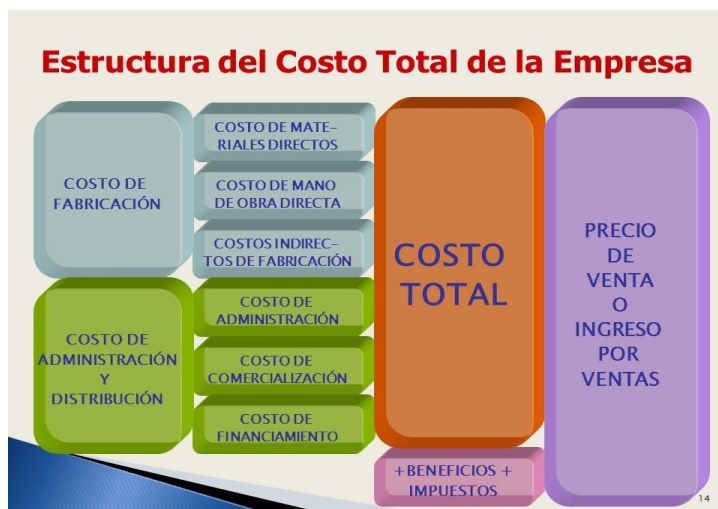 Estructura del Costo Total de la Empresa
COSTO DE
FABRICACIÓN
COSTO DE MATE-
RIALES DIRECTOS
COSTO DE MANO
DE OBRA DIRECTA
COSTOS INDIREC-
TOS DE FABRICACIÓN
COSTO DE
ADMINISTRACIÓN
Y
DISTRIBUCIÓN
COSTO DE
ADMINISTRACIÓN
COSTO DE
COMERCIALIZACIÓN
COSTO DE
FINANCIAMIENTO
COSTO
TOTAL
+BENEFICIOS +
IMPUESTOS
PRECIO
DE
VENTA
O
INGRESO
POR
VENTAS
14